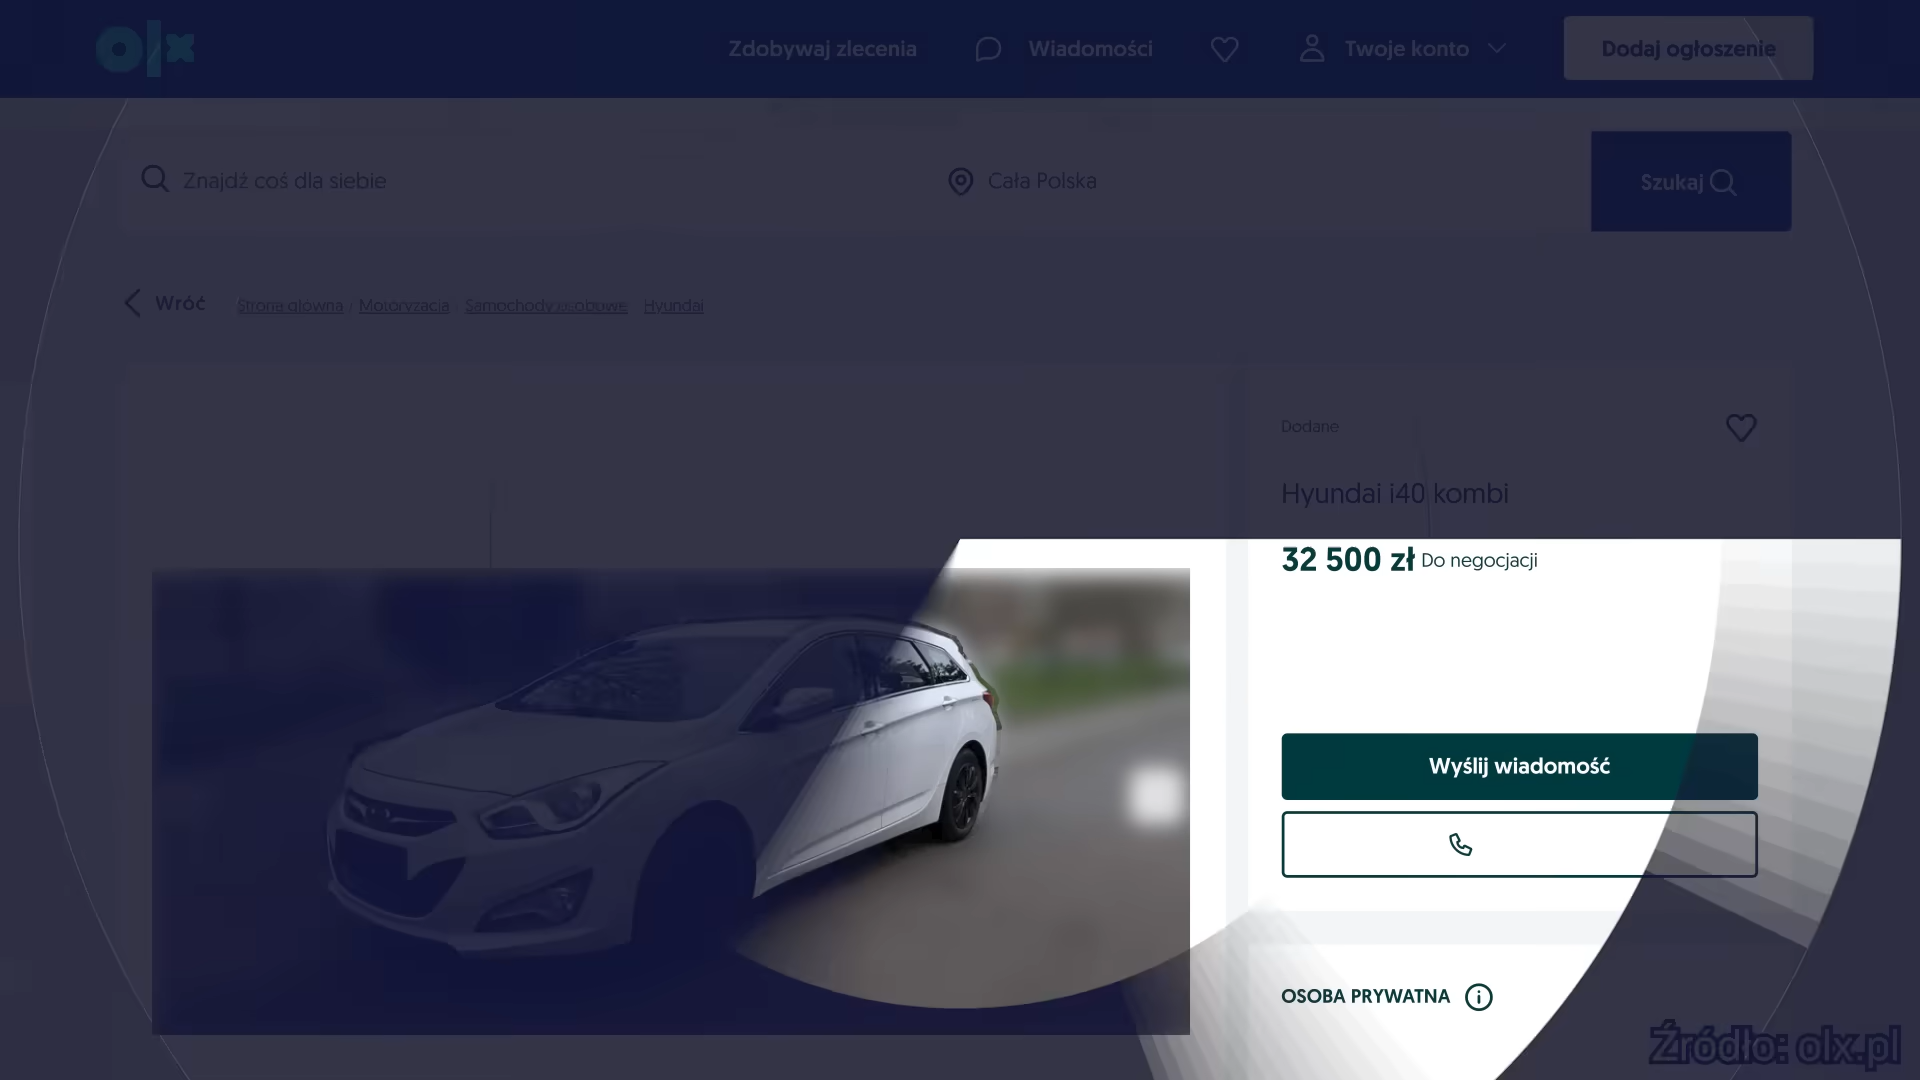 olx
Zdobywaj zlecenia
Wiadomości
Twoje konto
Dodaj ogłoszenie
Znajdź coś dla siebie
Cała Polska
Szukaj
Wróć
Strona główna / Motoryzacja / Samochody osobowe Hyundai
Dodane
Hyundai i40 kombi
32 500 zł Do negocjacji
Wyślij wiadomość
OSOBA PRYWATNA
Źródło: olx.pl